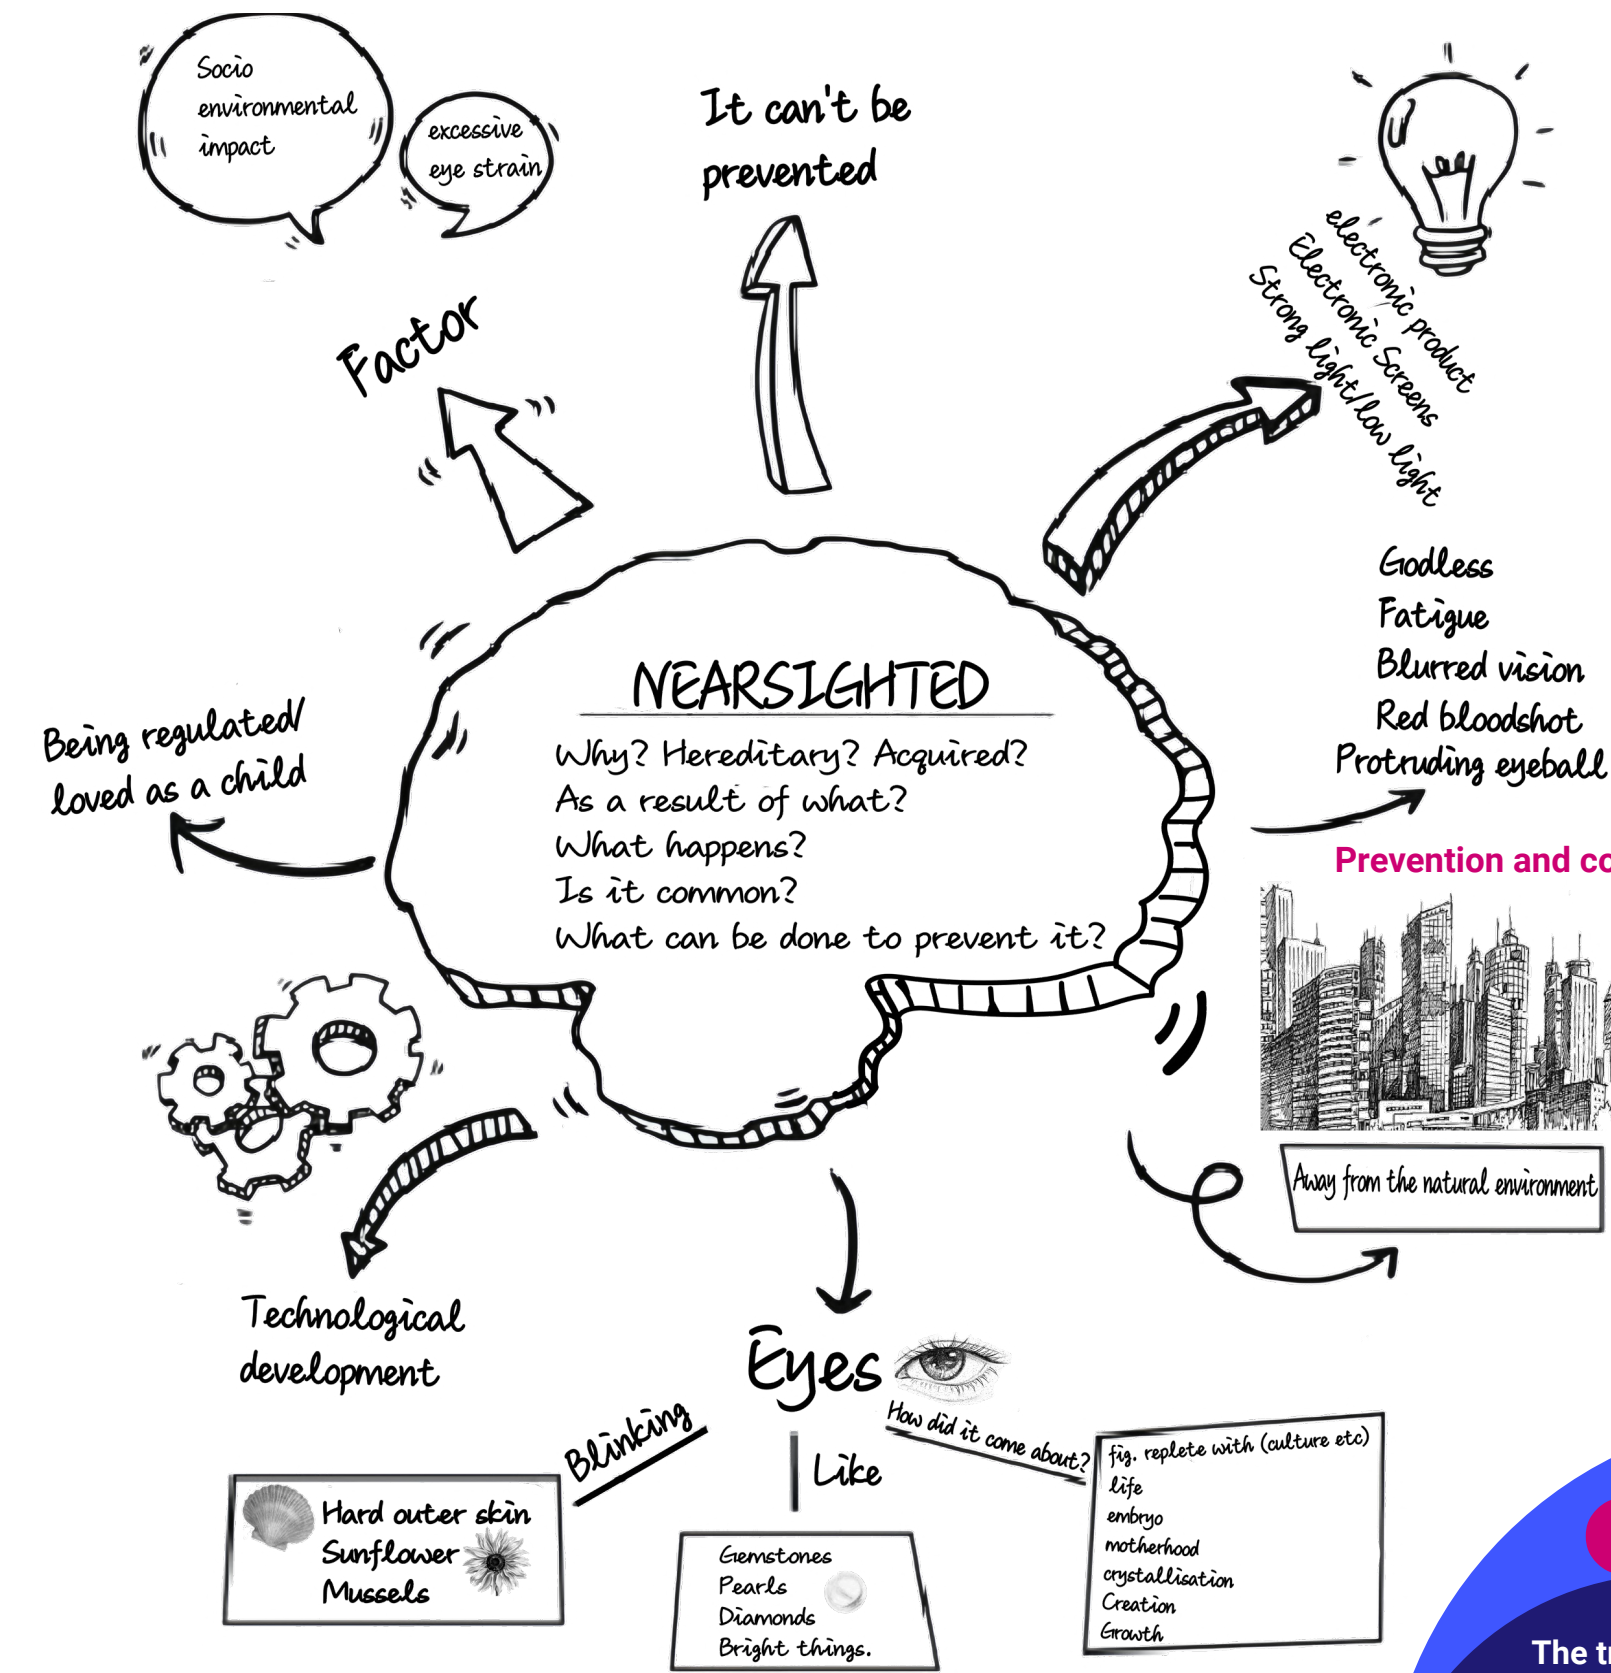 Socio
environmental
impact
excessive
eye strain
It can't be
prevented
Factor
electronic product
Electronic Screens
Strong light/low light
Godless
Fatigue
Blurred vision
Red bloodshot
Protruding eyeball
Being regulated/
loved as a child
NEARSIGHTED
Why? Hereditary? Acquired?
As a result of what?
What happens?
Is it common?
What can be done to prevent it?
Prevention and
Away from the natural environment
Technological
development
Eyes
Blinking
Like
How did it come about?
Hard outer skin
Sunflower
Mussels
Gemstones
Pearls
Diamonds
Bright things.
fig. replete with (culture etc)
life
embryo
motherhood
crystallisation
Creation
Growth
The